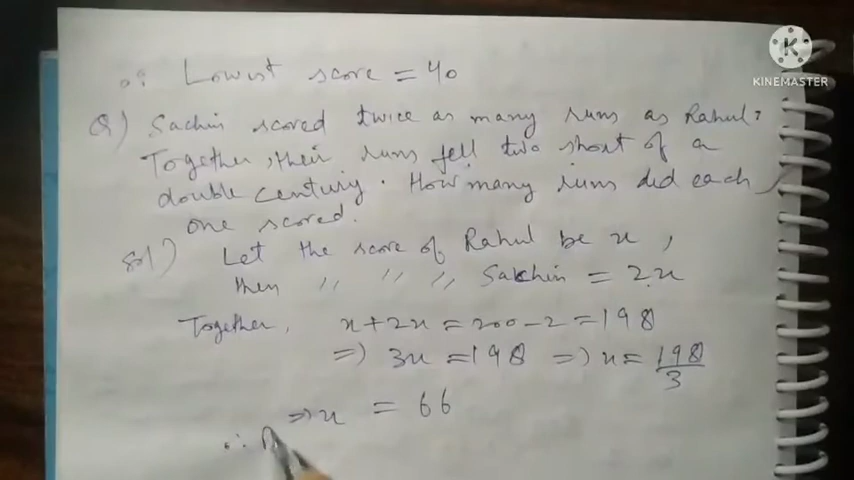 ∴ Lowest score = 40
K
KINEMASTER
Q) Sachin scored twice as many runs as Rahul.
Together, their runs fell two short of a
double century. How many runs did each
one scored.
Sol) Let the score of Rahul be x,
then " " " Sachin = 2x
Together, x + 2x = 200 - 2 = 198
=> 3x = 198 => x = 198/3
=> x = 66
∴